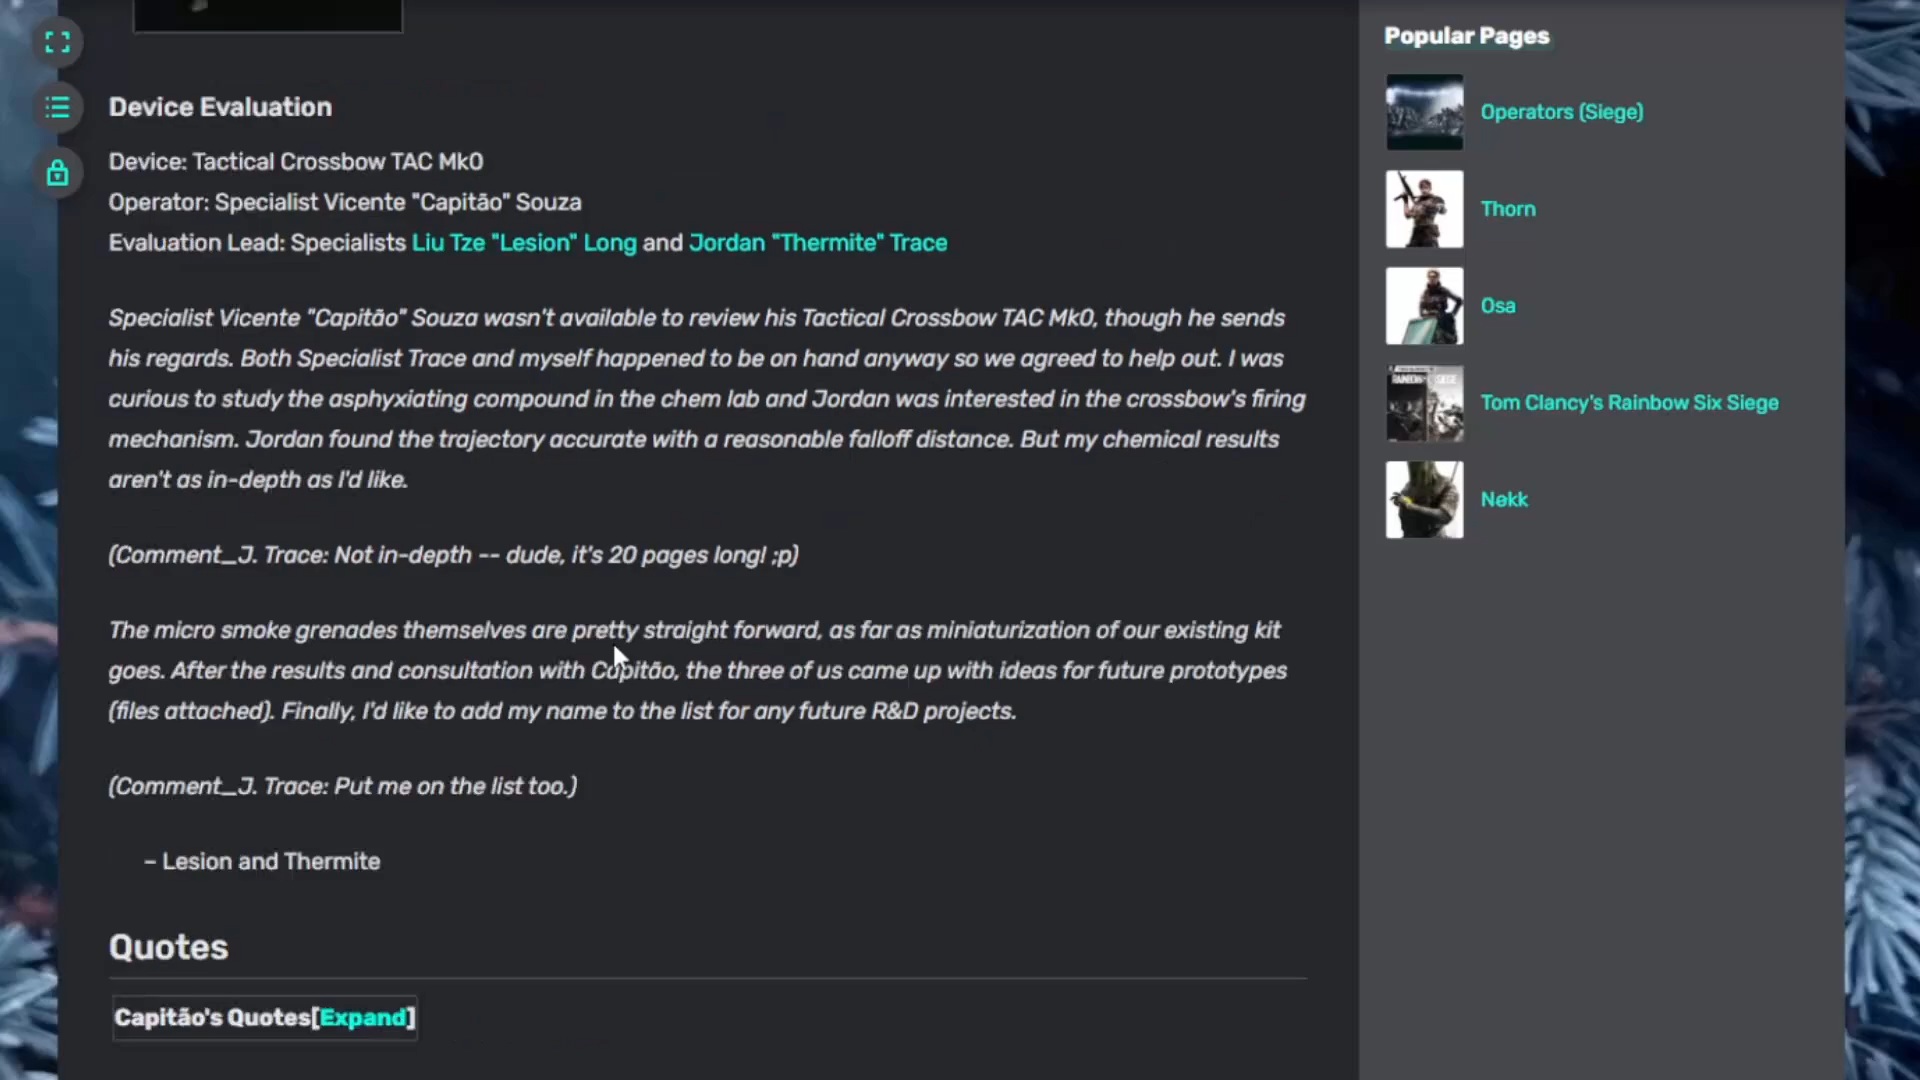 Device Evaluation
Device: Tactical Crossbow TAC Mk0
Operator: Specialist Vicente "Capitão" Souza
Evaluation Lead: Specialists Liu Tze "Lesion" Long and Jordan "Thermite" Trace
Specialist Vicente "Capitão" Souza wasn't available to review his Tactical Crossbow TAC Mk0, though he sends
his regards. Both Specialist Trace and myself happened to be on hand anyway so we agreed to help out. I was
curious to study the asphyxiating compound in the chem lab and Jordan was interested in the crossbow's firing
mechanism. Jordan found the trajectory accurate with a reasonable falloff distance. But my chemical results
aren't as in-depth as I'd like.
(Comment_J. Trace: Not in-depth -- dude, it's 20 pages long! ;p)
The micro smoke grenades themselves are pretty straight forward, as far as miniaturization of our existing kit
goes. After the results and consultation with Capitão, the three of us came up with ideas for future prototypes
(files attached). Finally, I'd like to add my name to the list for any future R&D projects.
(Comment_J. Trace: Put me on the list too.)
– Lesion and Thermite
Quotes
Capitão's Quotes[Expand]
Popular Pages
Operators (Siege)
Thorn
Osa
RAINBOW SIEGE
Tom Clancy's Rainbow Six Siege
Nekk